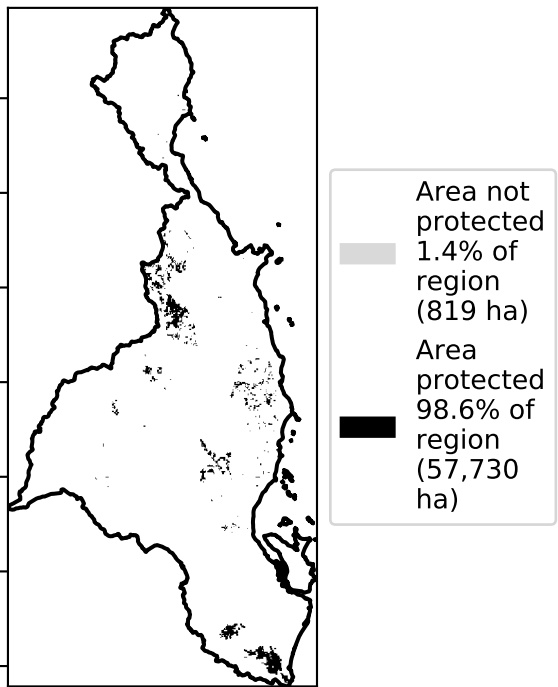 Area not
protected
1.4% of
region
(819 ha)
Area
protected
98.6% of
region
(57,730
ha)